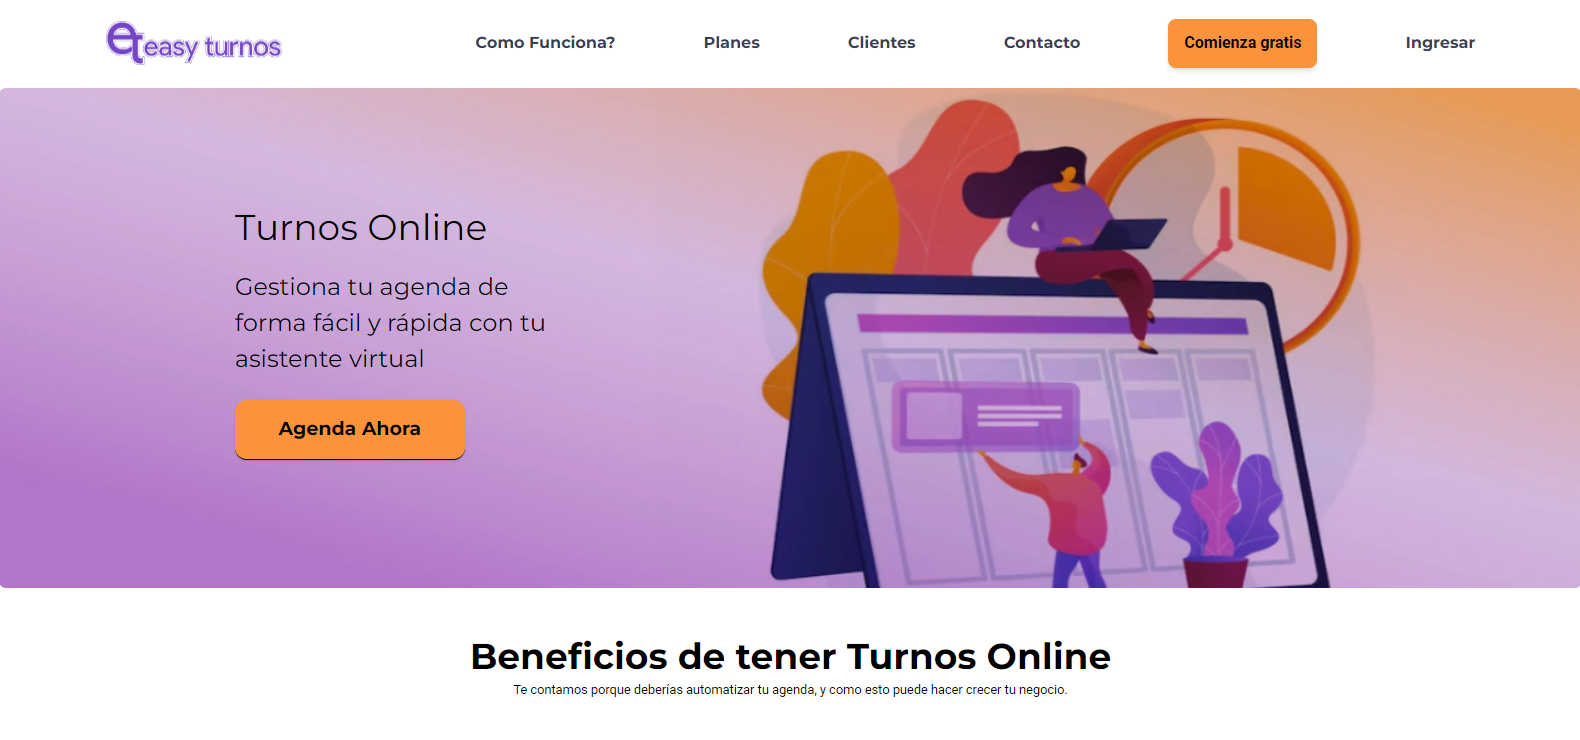 easy turnos
Como Funciona?
Planes
Clientes
Contacto
Comienza gratis
Ingresar
Turnos Online
Gestiona tu agenda de
forma fácil y rápida con tu
asistente virtual
Agenda Ahora
Beneficios de tener Turnos Online
Te contamos porque deberías automatizar tu agenda, y como esto puede hacer crecer tu negocio.